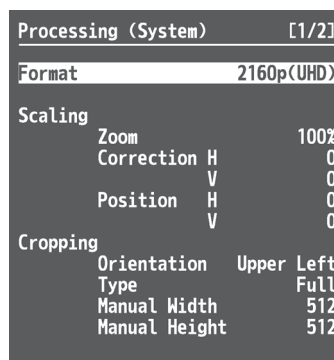 Processing (System) [1/2]
Format 2160p(UHD)
Scaling
Zoom 100%
Correction H 0
V 0
Position H 0
V 0
Cropping
Orientation Upper Left
Type Full
Manual Width 512
Manual Height 512